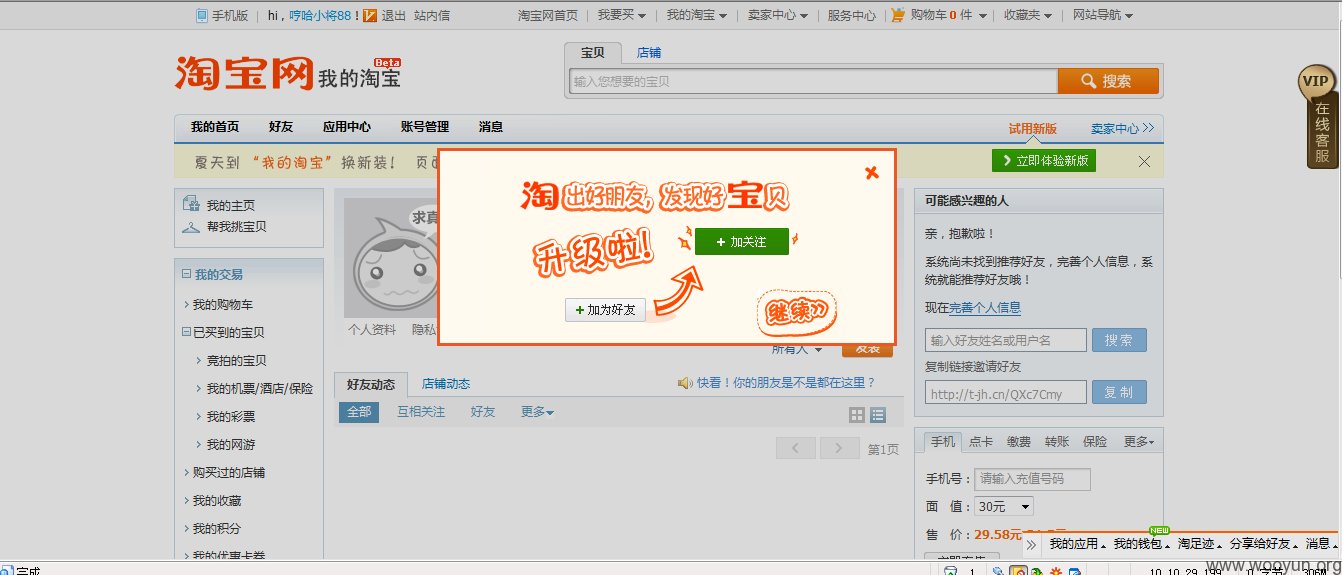 手机版 | hi，哼哈小将88！ 退出 站内信 淘宝网首页 | 我要买 | 我的淘宝 | 卖家中心 | 服务中心 | 购物车0件 | 收藏夹 | 网站导航
宝贝 店铺
淘宝网 我的淘宝 Beta
输入您想要的宝贝 搜索
VIP
在线客服
我的首页 好友 应用中心 账号管理 消息 试用新版 卖家中心>>
夏天到 “我的淘宝”换新装！ 立即体验新版
我的主页
帮我挑宝贝
我的交易
我的购物车
已买到的宝贝
竞拍的宝贝
我的机票/酒店/保险
我的彩票
我的网游
购买过的店铺
我的收藏
我的积分
我的优惠卡券
求真
个人资料
淘出好朋友，发现好宝贝
升级啦！
+ 加关注
+ 加为好友
继续>>
所有人 发表
好友动态 店铺动态 快看！你的朋友是不是都在这里？
全部 互相关注 好友 更多
第1页
可能感兴趣的人
亲，抱歉啦！
系统尚未找到推荐好友，完善个人信息，系
统就能推荐好友哦！
现在完善个人信息
输入好友姓名或用户名 搜索
复制链接邀请好友
http://t-jh.cn/QXc7Cmy 复制
手机 点卡 缴费 转账 保险 更多
手机号： 请输入充值号码
面 值： 30元
售 价： 29.58元
NEW
我的应用 我的钱包 淘足迹 分享给好友 消息
完成
www.wooyun.org